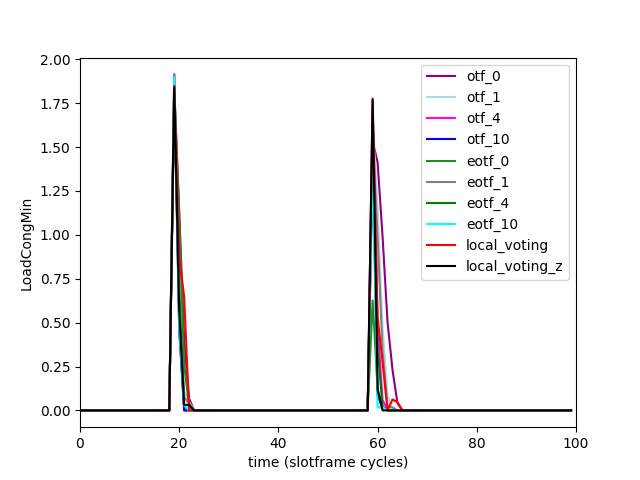 2.00
1.75
1.50
1.25
1.00
0.75
0.50
0.25
0.00
LoadCongMin
0 20 40 60 80 100
time (slotframe cycles)
otf_0
otf_1
otf_4
otf_10
eotf_0
eotf_1
eotf_4
eotf_10
local_voting
local_voting_z